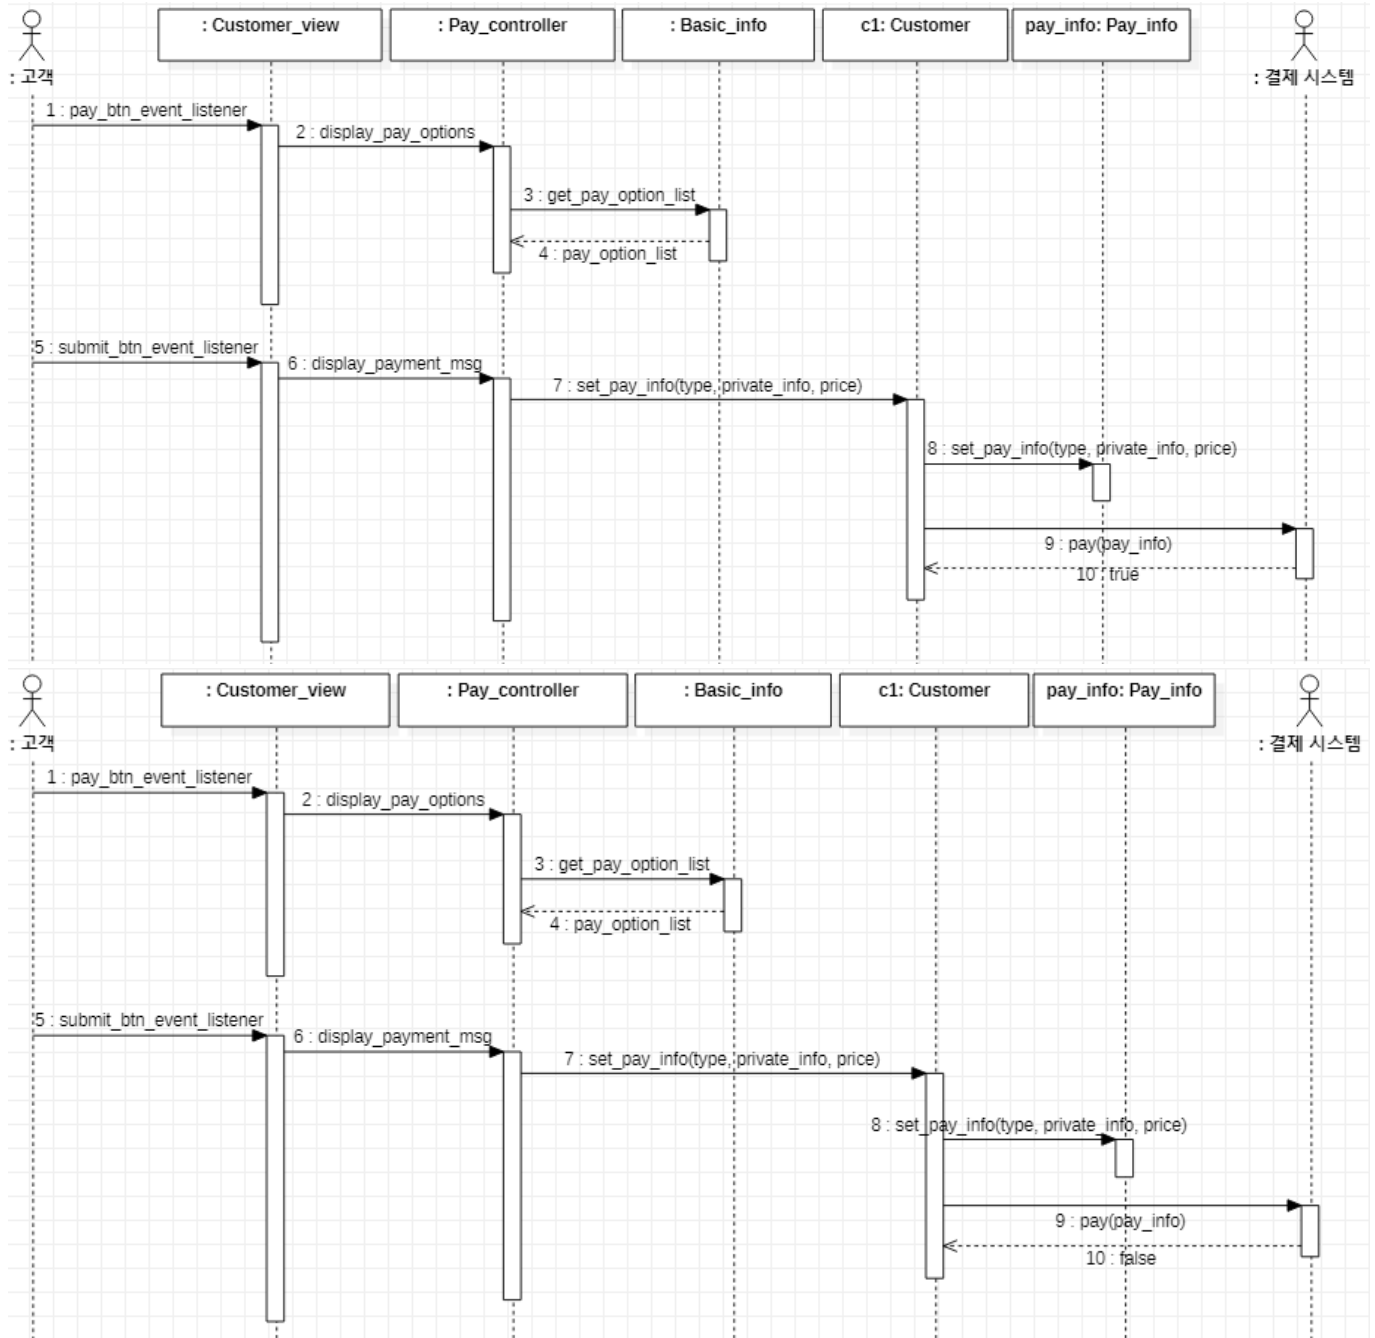 : Customer_view
: Pay_controller
: Basic_info
c1: Customer
pay_info: Pay_info
: 고객
: 결제 시스템
1 : pay_btn_event_listener
2 : display_pay_options
3 : get_pay_option_list
4 : pay_option_list
5 : submit_btn_event_listener
6 : display_payment_msg
7 : set_pay_info(type, private_info, price)
8 : set_pay_info(type, private_info, price)
9 : pay(pay_info)
10 : true
: Customer_view
: Pay_controller
: Basic_info
c1: Customer
pay_info: Pay_info
: 고객
: 결제 시스템
1 : pay_btn_event_listener
2 : display_pay_options
3 : get_pay_option_list
4 : pay_option_list
5 : submit_btn_event_listener
6 : display_payment_msg
7 : set_pay_info(type, private_info, price)
8 : set_pay_info(type, private_info, price)
9 : pay(pay_info)
10 : false